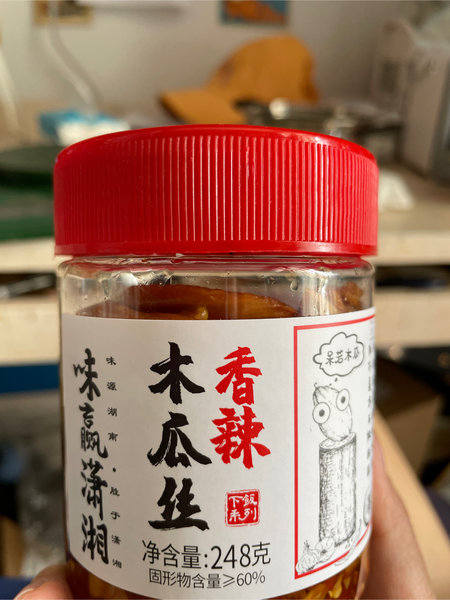 香辣
木瓜丝
下饭系列
味源湖南·胜于潇湘
味赢潇湘
净含量:248克
固形物含量≥60%
呆若木瓜